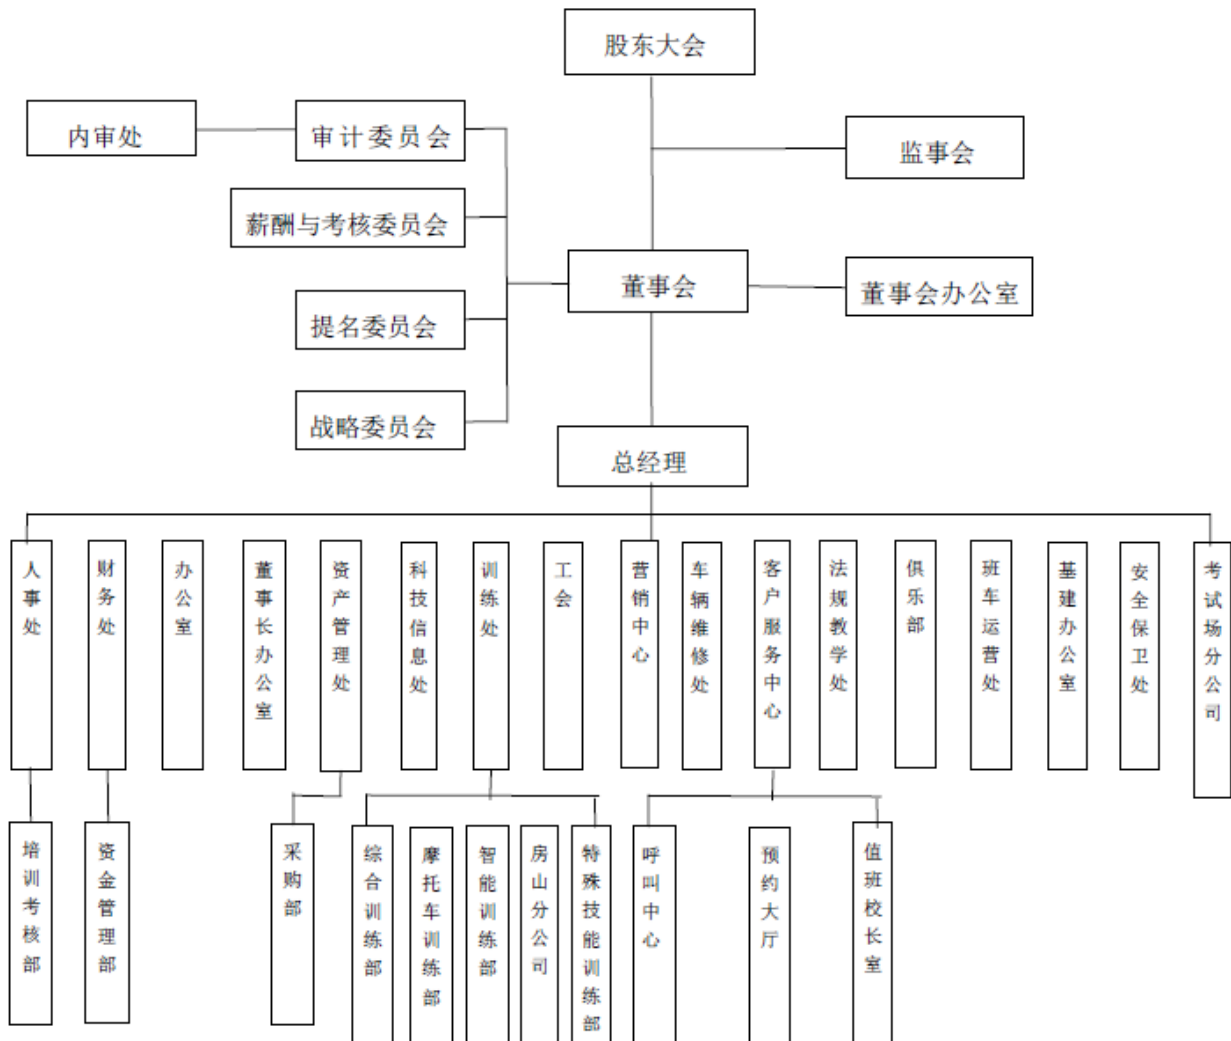 股东大会
内审处
审计委员会
监事会
薪酬与考核委员会
董事会
董事会办公室
提名委员会
战略委员会
总经理
人事处
财务处
办公室
董事长办公室
资产管理处
科技信息处
训练处
工会
营销中心
车辆维修处
客户服务中心
法规教学处
俱乐部
班车运营处
基建办公室
安全保卫处
考试场分公司
培训考核部
资金管理部
采购部
综合训练部
摩托车训练部
智能训练部
房山分公司
特殊技能训练部
呼叫中心
预约大厅
值班校长室